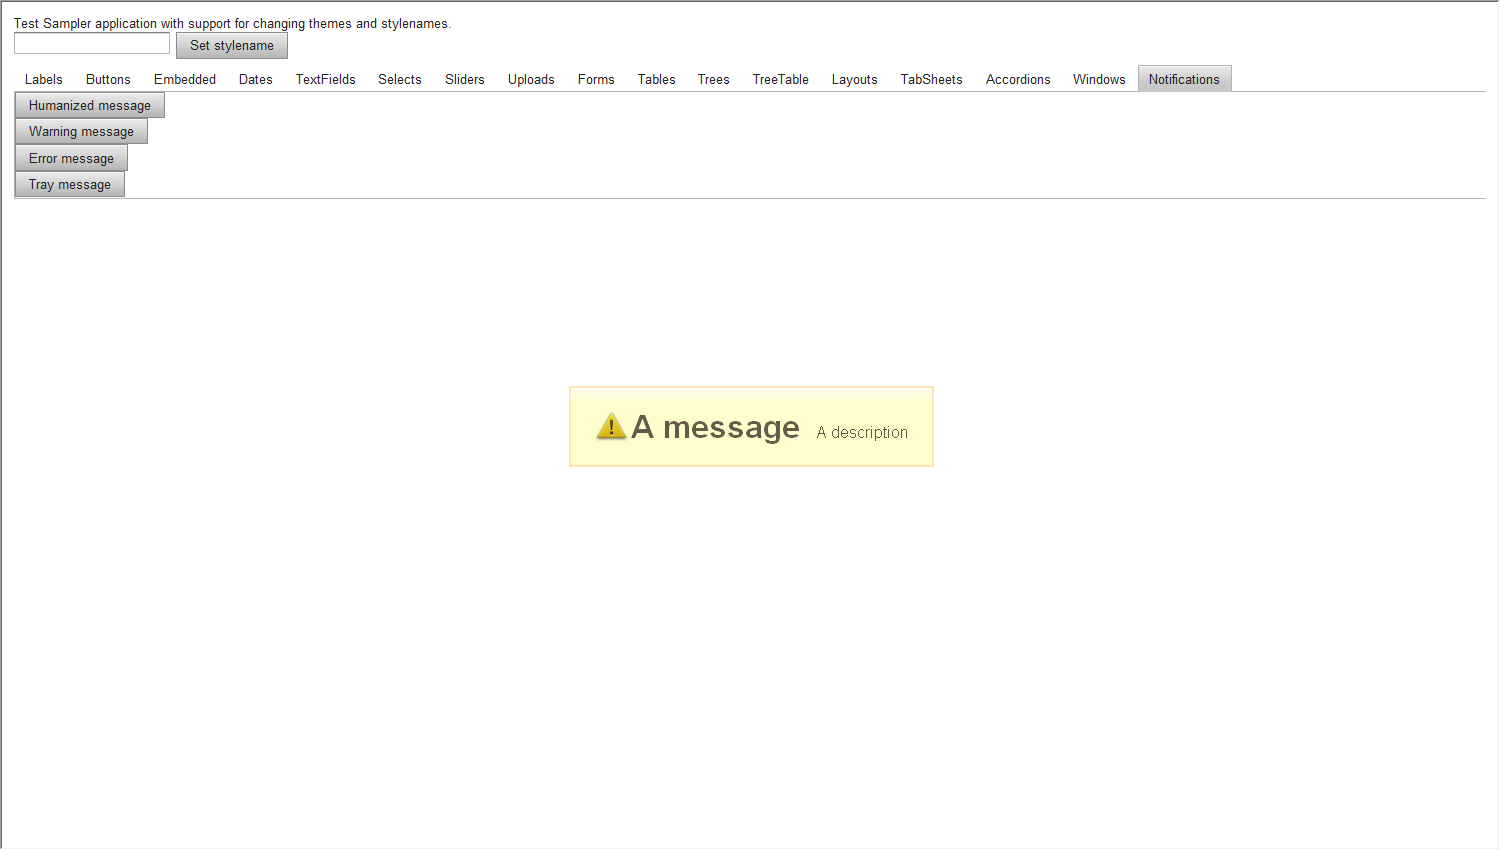 Test Sampler application with support for changing themes and stylenames.
Set stylename
Labels Buttons Embedded Dates TextFields Selects Sliders Uploads Forms Tables Trees TreeTable Layouts TabSheets Accordions Windows Notifications
Humanized message
Warning message
Error message
Tray message
A message A description